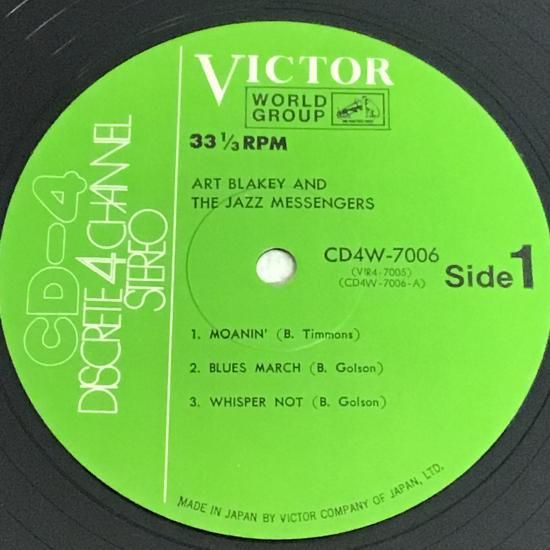 VICTOR
WORLD
GROUP
33 1/3 RPM
ART BLAKEY AND
THE JAZZ MESSENGERS
CD-4
DISCRETE 4 CHANNEL
STEREO
CD4W-7006
(VIR4-7005)
(CD4W-7006-A)
Side 1
1. MOANIN' (B. Timmons)
2. BLUES MARCH (B. Golson)
3. WHISPER NOT (B. Golson)
MADE IN JAPAN BY VICTOR COMPANY OF JAPAN, LTD.